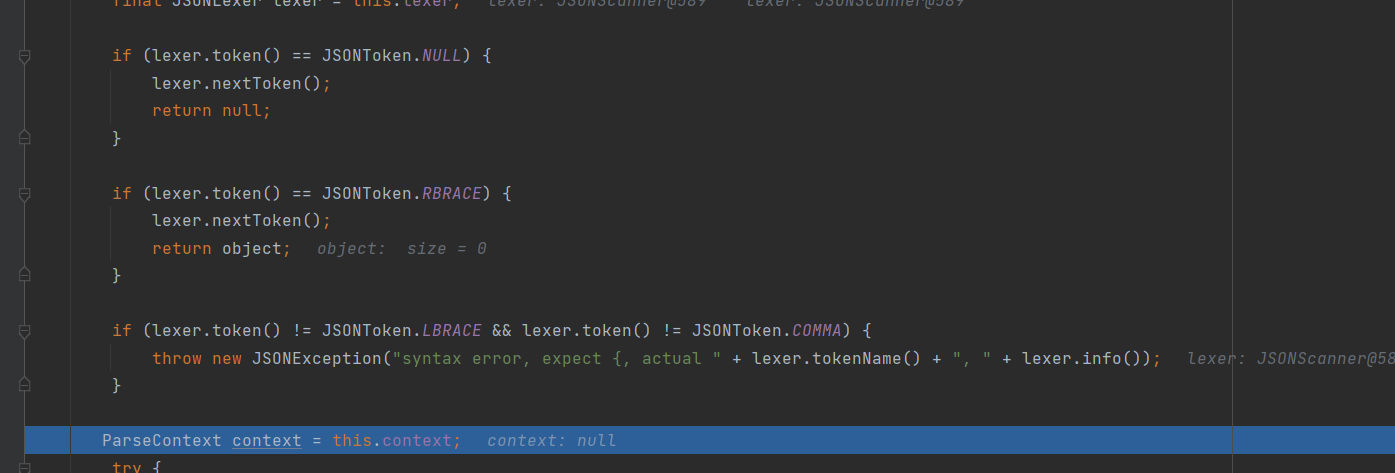 final JSONLexer lexer = this.lexer; lexer: JSONScanner@589 lexer: JSONScanner@589
if (lexer.token() == JSONToken.NULL) {
lexer.nextToken();
return null;
}
if (lexer.token() == JSONToken.RBRACE) {
lexer.nextToken();
return object; object: size = 0
}
if (lexer.token() != JSONToken.LBRACE && lexer.token() != JSONToken.COMMA) {
throw new JSONException("syntax error, expect {, actual " + lexer.tokenName() + ", " + lexer.info()); lexer: JSONScanner@58
}
ParseContext context = this.context; context: null
try {